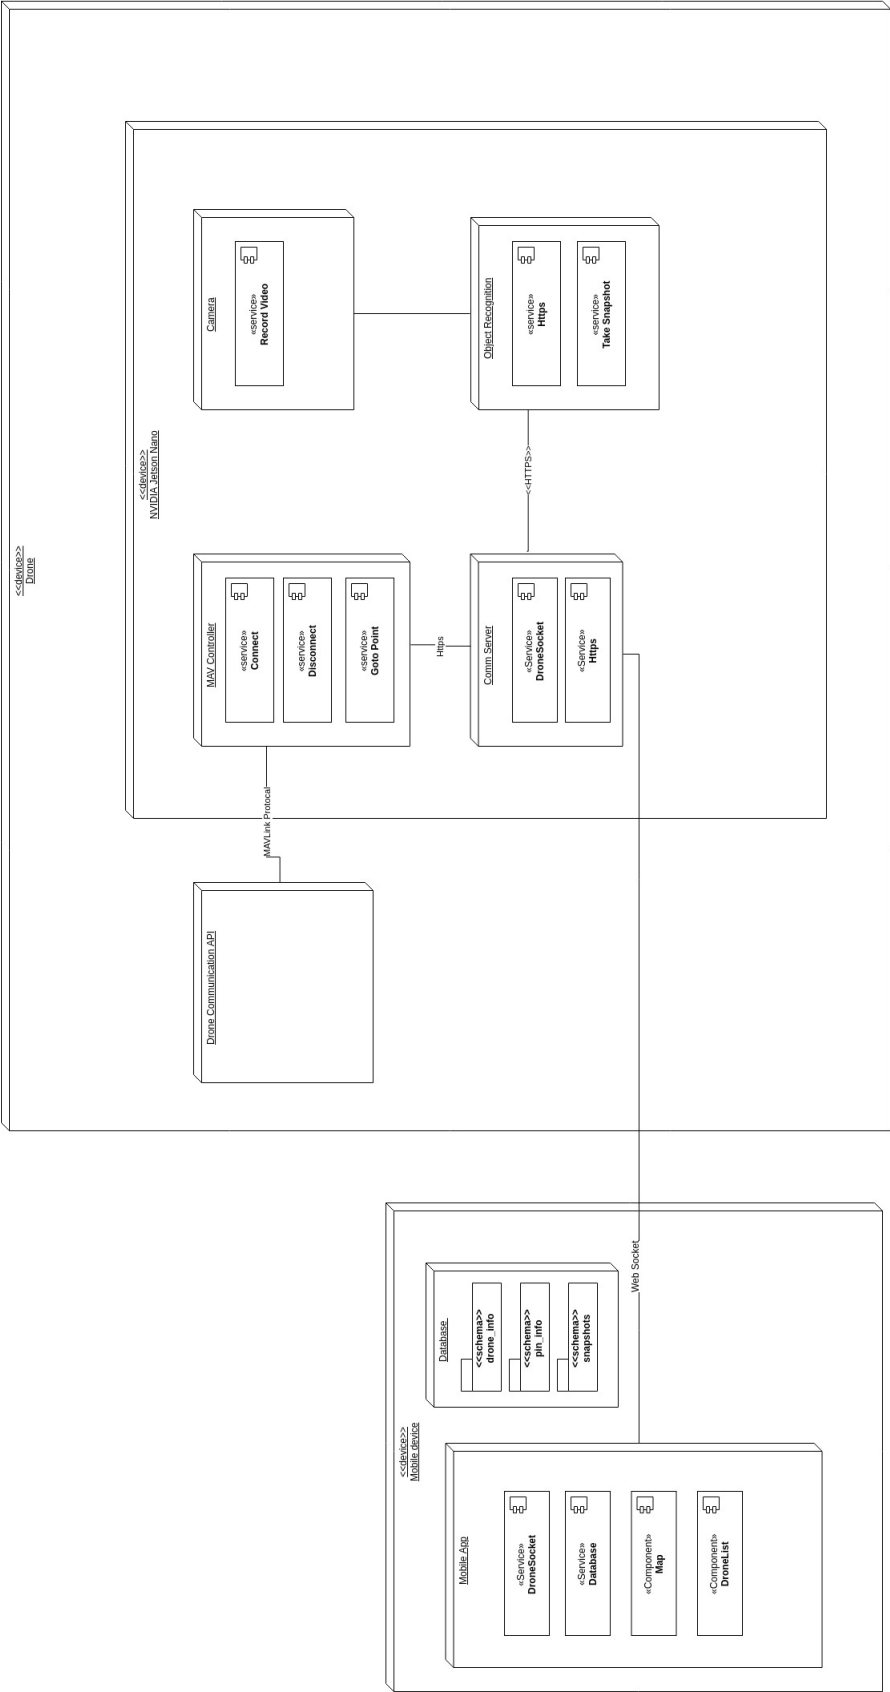 <<device>>
Drone
<<device>>
NVIDIA Jetson Nano
Camera
«service»
Record Video
Object Recognition
«service»
Https
«service»
Take Snapshot
<<HTTPS>>
MAV Controller
«service»
Connect
«service»
Disconnect
«service»
Goto Point
Https
Comm Server
«Service»
DroneSocket
«Service»
Https
MAVLink Protocal
Drone Communication API
Web Socket
<<device>>
Mobile device
Database
<<schema>>
drone_info
<<schema>>
pin_info
<<schema>>
snapshots
Mobile App
«Service»
DroneSocket
«Service»
Database
«Component»
Map
«Component»
DroneList